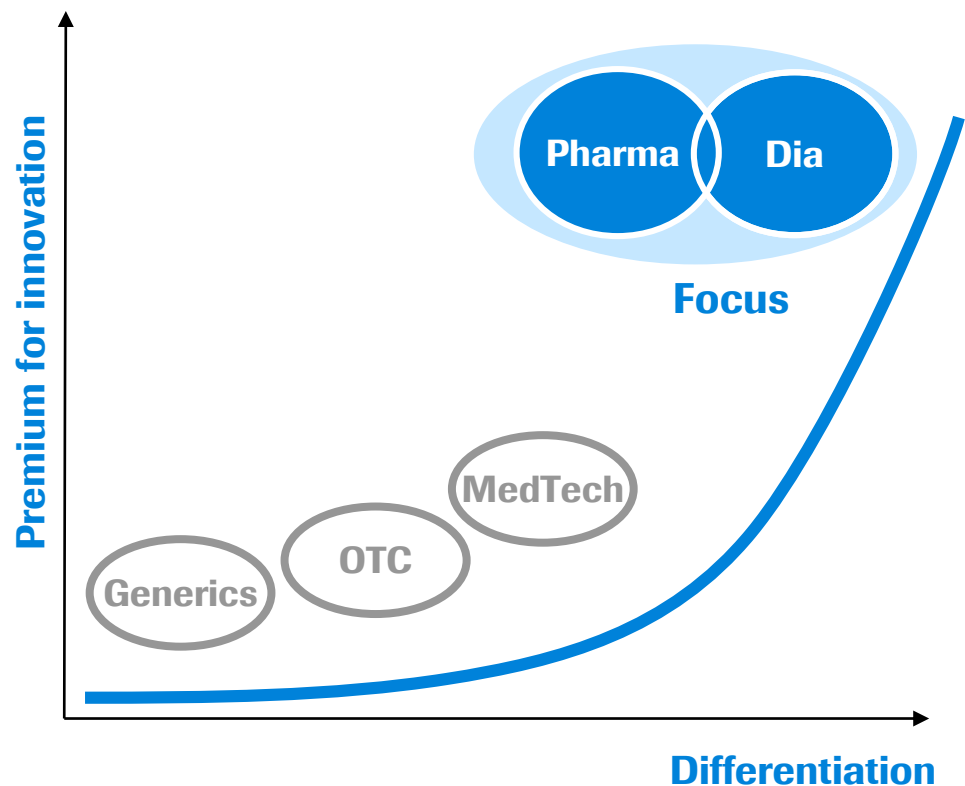 Premium for innovation
Pharma
Dia
Focus
MedTech
OTC
Generics
Differentiation